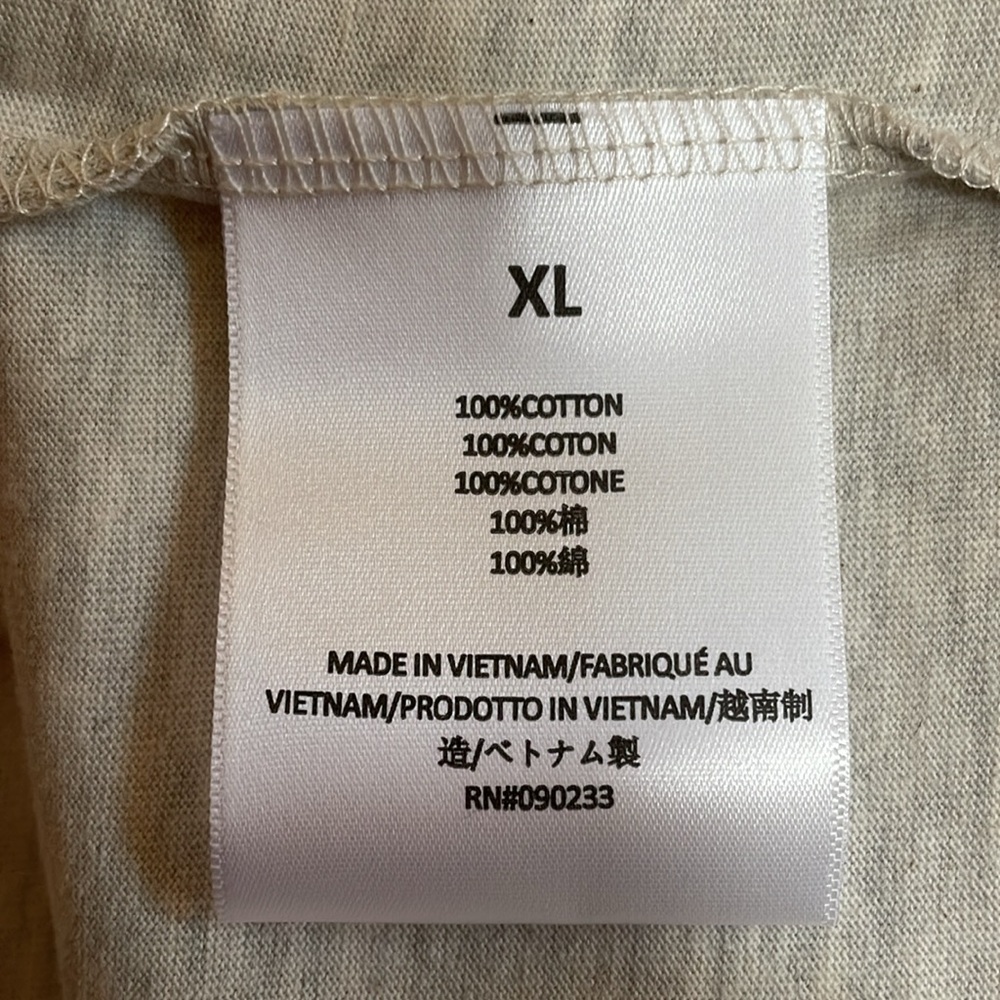 XL
100%COTTON
100%COTON
100%COTONE
100%棉
100%綿
MADE IN VIETNAM/FABRIQUÉ AU
VIETNAM/PRODOTTO IN VIETNAM/越南制
造/ベトナム製
RN#090233